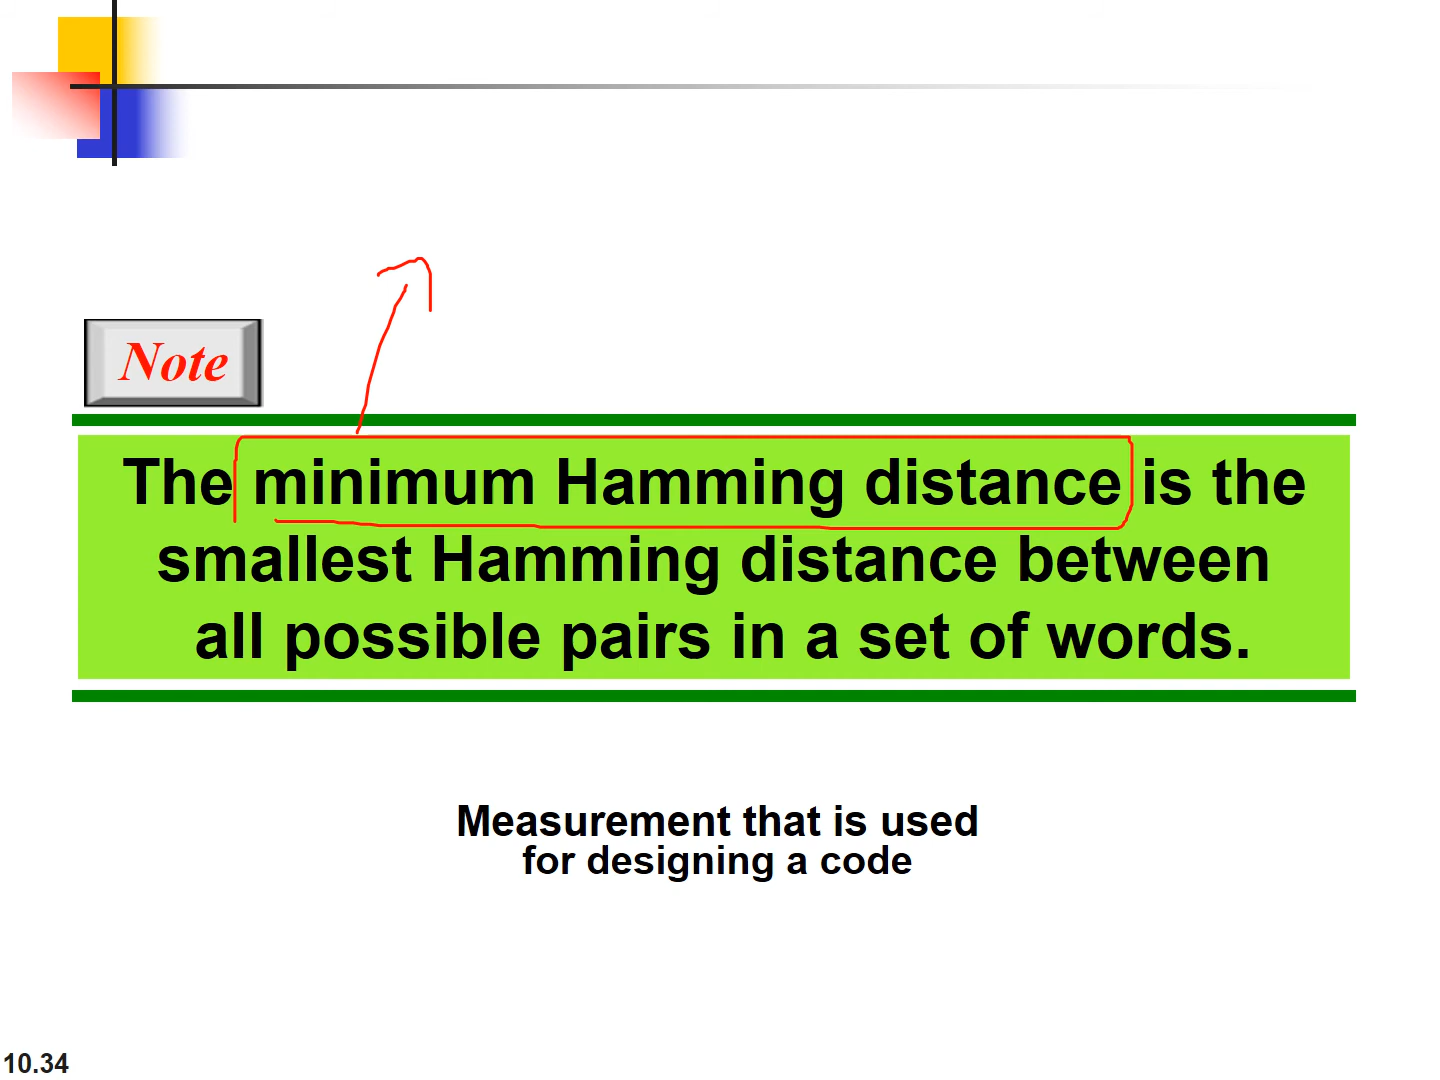 Note
The minimum Hamming distance is the
smallest Hamming distance between
all possible pairs in a set of words.
Measurement that is used
for designing a code
10.34